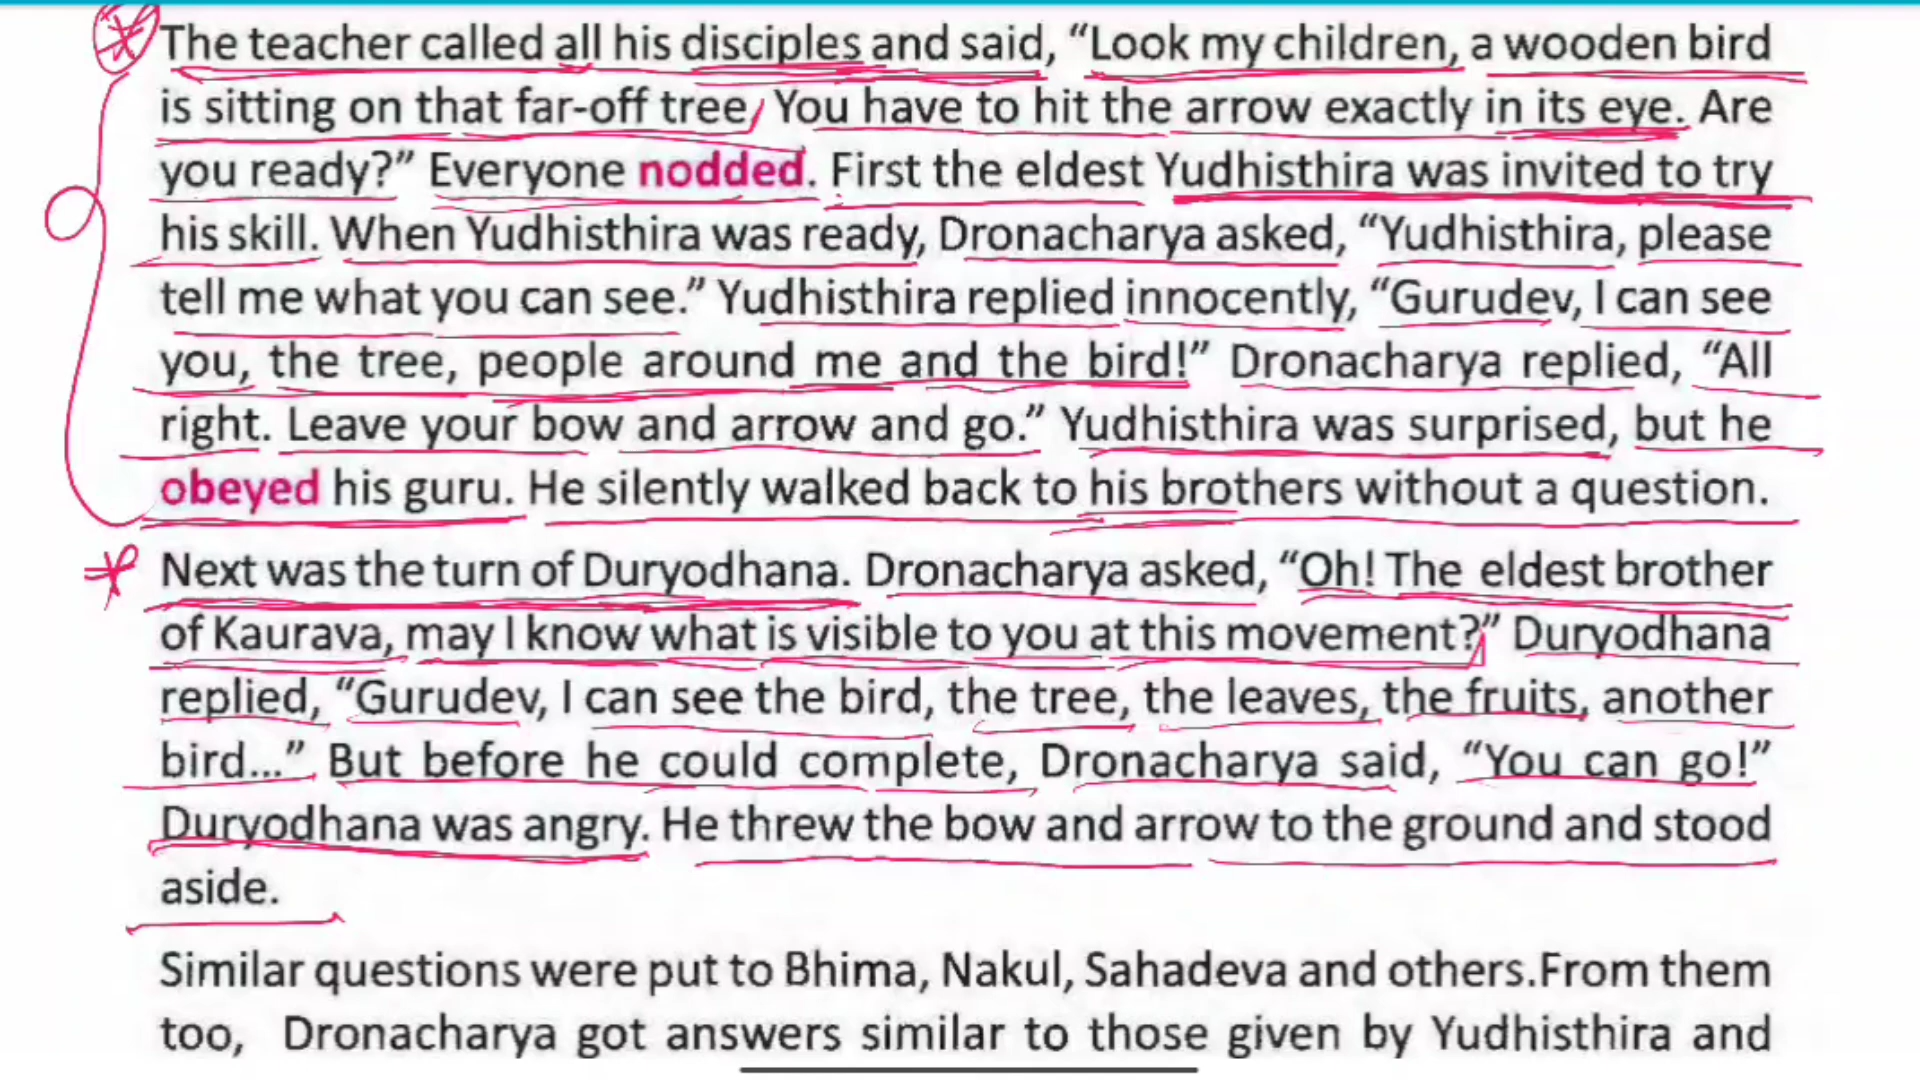 The teacher called all his disciples and said, “Look my children, a wooden bird
is sitting on that far-off tree. You have to hit the arrow exactly in its eye. Are
you ready?” Everyone nodded. First the eldest Yudhisthira was invited to try
his skill. When Yudhisthira was ready, Dronacharya asked, “Yudhisthira, please
tell me what you can see.” Yudhisthira replied innocently, “Gurudev, I can see
you, the tree, people around me and the bird!” Dronacharya replied, “All
right. Leave your bow and arrow and go.” Yudhisthira was surprised, but he
obeyed his guru. He silently walked back to his brothers without a question.
Next was the turn of Duryodhana. Dronacharya asked, “Oh! The eldest brother
of Kaurava, may I know what is visible to you at this movement?” Duryodhana
replied, “Gurudev, I can see the bird, the tree, the leaves, the fruits, another
bird...” But before he could complete, Dronacharya said, “You can go!”
Duryodhana was angry. He threw the bow and arrow to the ground and stood
aside.
Similar questions were put to Bhima, Nakul, Sahadeva and others.From them
too, Dronacharya got answers similar to those given by Yudhisthira and